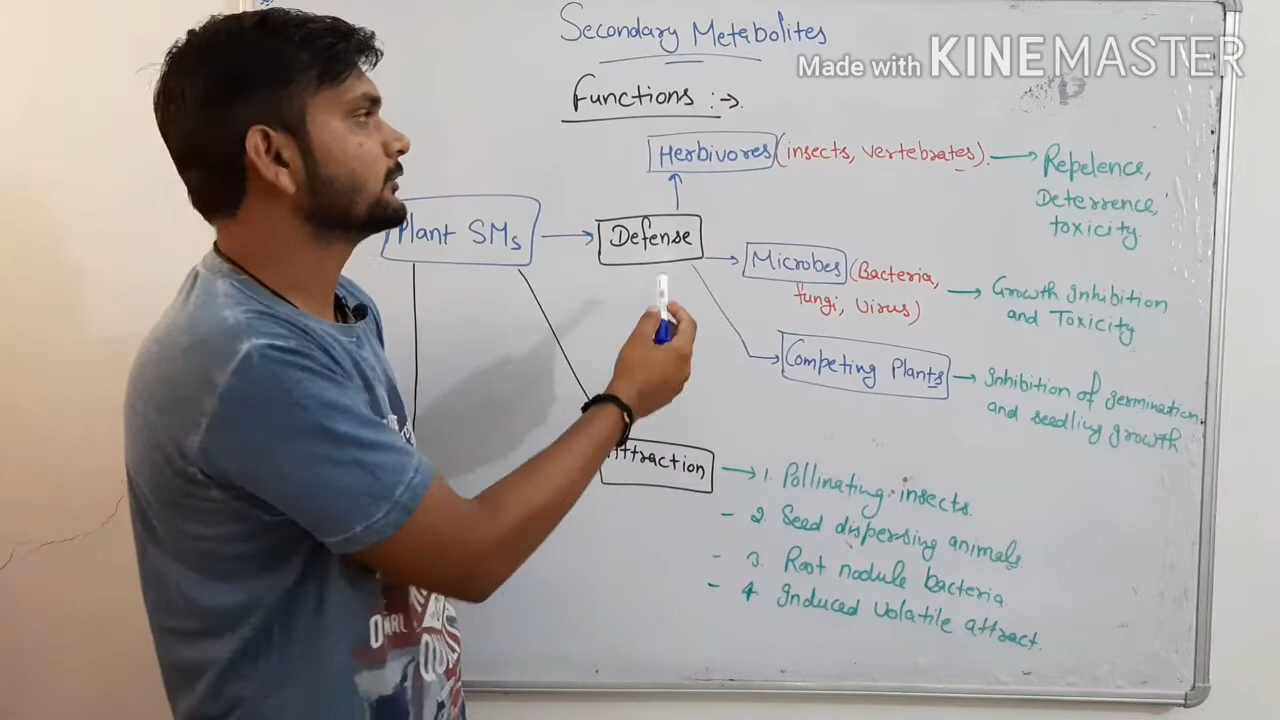 Secondary Metabolites
Made with KINEMASTER
Functions :→.
Herbivores (insects, vertebrates). → Repelence,
Deterrence,
toxicity.
Plant SMs → Defense
Microbes (Bacteria,
fungi, virus) → Growth inhibition
and Toxicity
Competing Plants → Inhibition of germination
and seedling growth.
Attraction → 1. Pollinating insects.
- 2. Seed dispersing animals.
- 3. Root nodule bacteria.
- 4 Induced volatile attract.